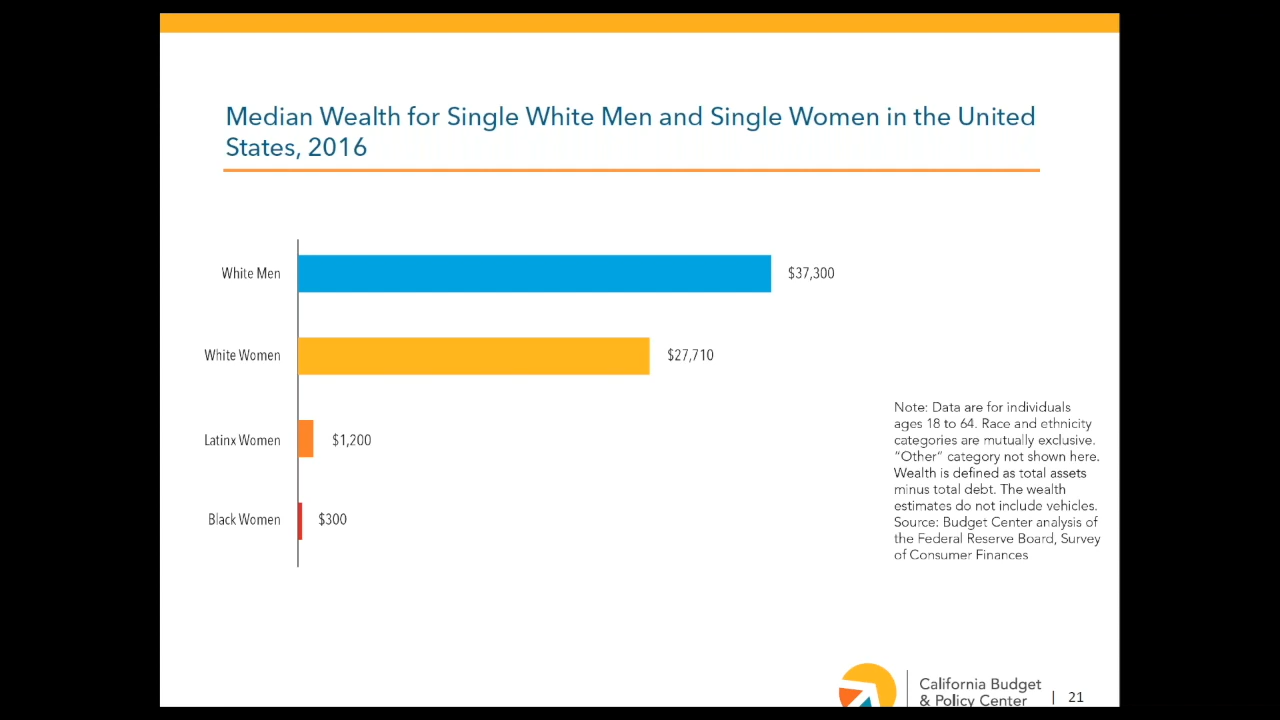 Median Wealth for Single White Men and Single Women in the United
States, 2016
White Men
$37,300
White Women
$27,710
Latinx Women
$1,200
Black Women
$300
Note: Data are for individuals
ages 18 to 64. Race and ethnicity
categories are mutually exclusive.
“Other” category not shown here.
Wealth is defined as total assets
minus total debt. The wealth
estimates do not include vehicles.
Source: Budget Center analysis of
the Federal Reserve Board, Survey
of Consumer Finances
California Budget
& Policy Center
21